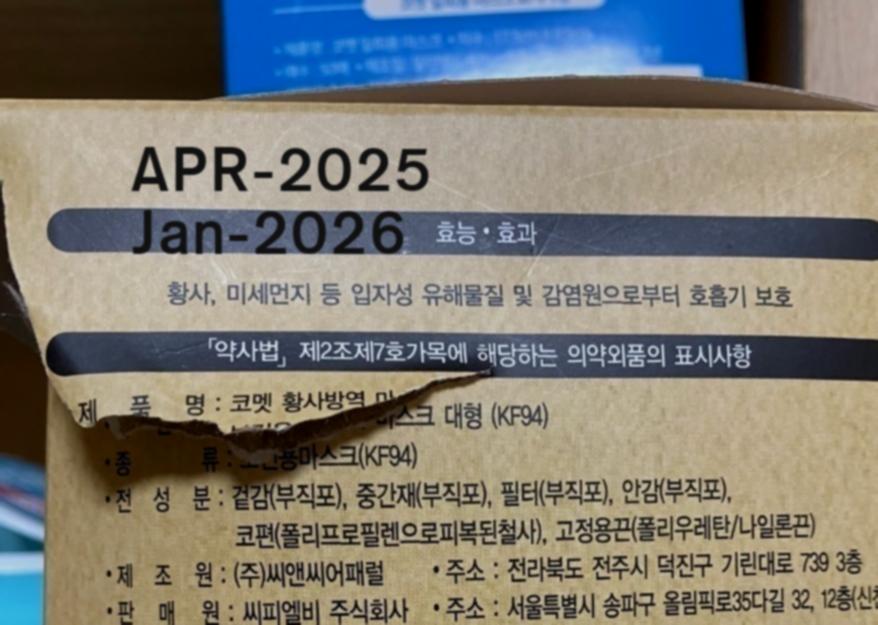 APR-2025
Jan-2026
효능 • 효과
황사, 미세먼지 등 입자성 유해물질 및 감염원으로부터 호흡기 보호
「약사법」 제2조제7호가목에 해당하는 의약외품의 표시사항
제 품 명 : 코멧 황사방역 마스크 대형 (KF94)
•종 류 : 보건용마스크(KF94)
•전 성 분 : 겉감(부직포), 중간재(부직포), 필터(부직포), 안감(부직포),
코편(폴리프로필렌으로피복된철사), 고정용끈(폴리우레탄/나일론끈)
•제 조 원 : (주)씨앤씨어패럴 •주소 : 전라북도 전주시 덕진구 기린대로 739 3층
•판 매 원 : 씨피엘비 주식회사 •주소 : 서울특별시 송파구 올림픽로35다길 32, 12층